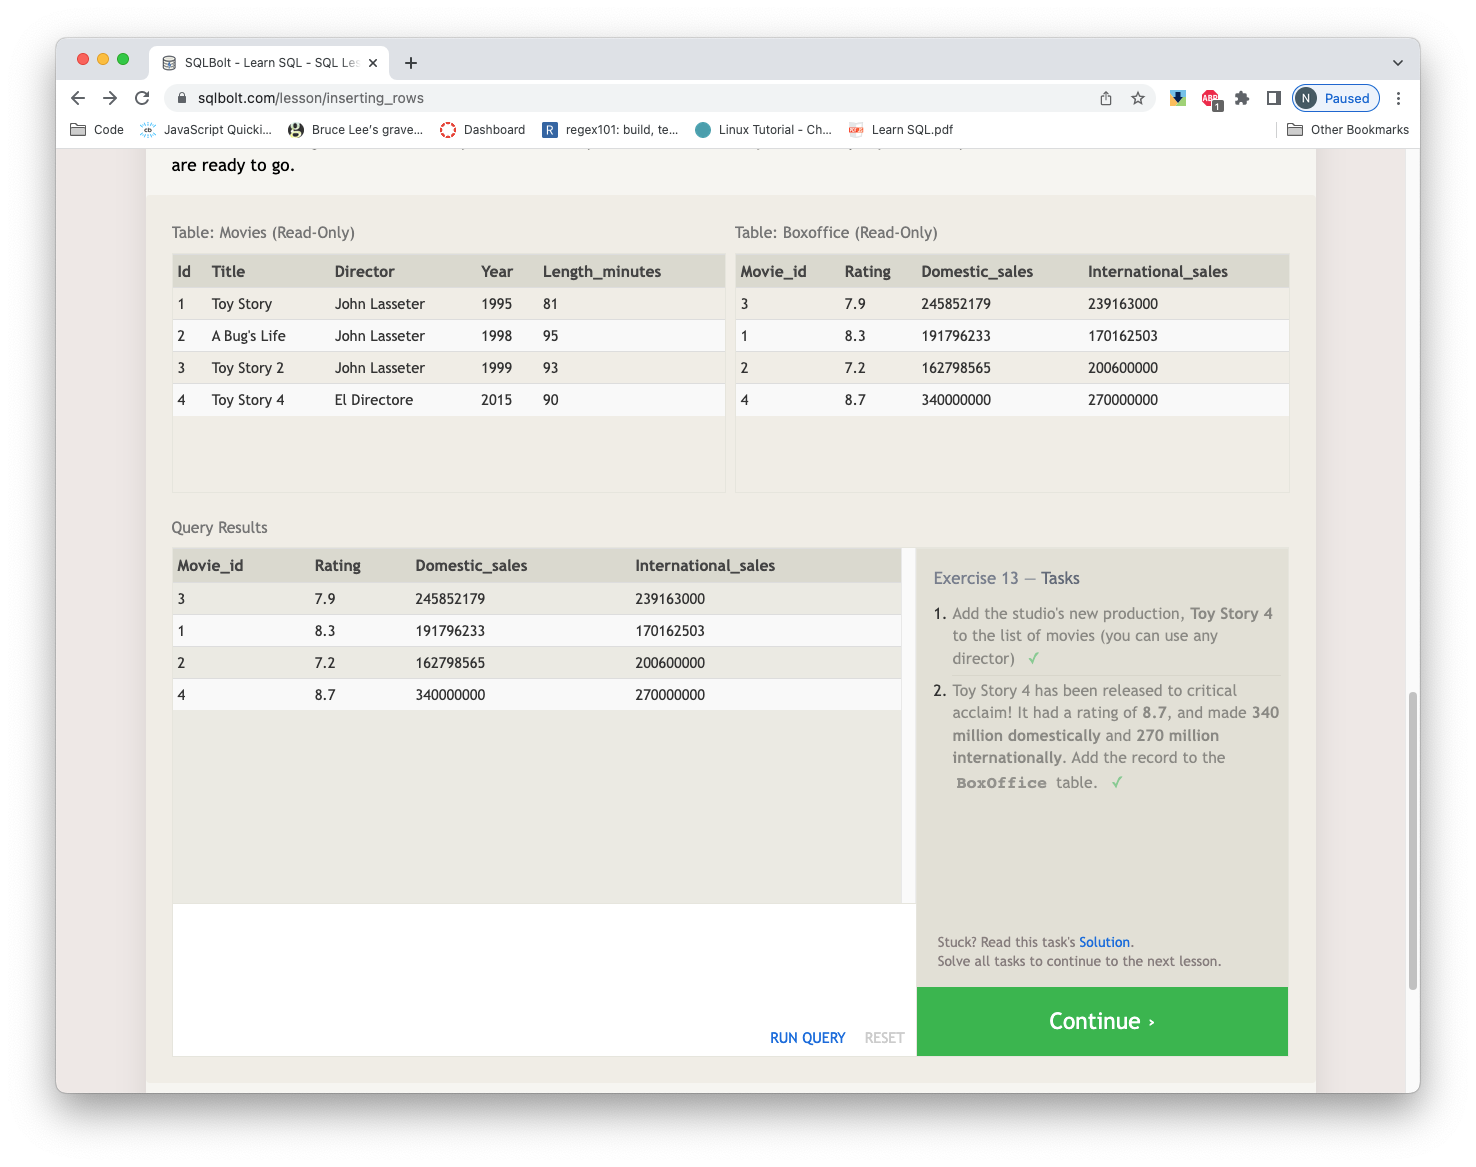 SQLBolt - Learn SQL - SQL Les
sqlbolt.com/lesson/inserting_rows
ABP
1
N
Paused
Code
JavaScript Quicki...
Bruce Lee's grave...
Dashboard
R
regex101: build, te...
Linux Tutorial - Ch...
Learn SQL.pdf
Other Bookmarks
are ready to go.
Table: Movies (Read-Only)
Id Title Director Year Length_minutes
1 Toy Story John Lasseter 1995 81
2 A Bug's Life John Lasseter 1998 95
3 Toy Story 2 John Lasseter 1999 93
4 Toy Story 4 El Directore 2015 90
Table: Boxoffice (Read-Only)
Movie_id Rating Domestic_sales International_sales
3 7.9 245852179 239163000
1 8.3 191796233 170162503
2 7.2 162798565 200600000
4 8.7 340000000 270000000
Query Results
Movie_id Rating Domestic_sales International_sales
3 7.9 245852179 239163000
1 8.3 191796233 170162503
2 7.2 162798565 200600000
4 8.7 340000000 270000000
RUN QUERY RESET
Exercise 13 — Tasks
1. Add the studio's new production, Toy Story 4
to the list of movies (you can use any
director) ✓
2. Toy Story 4 has been released to critical
acclaim! It had a rating of 8.7, and made 340
million domestically and 270 million
internationally. Add the record to the
BoxOffice table. ✓
Stuck? Read this task's Solution.
Solve all tasks to continue to the next lesson.
Continue ›